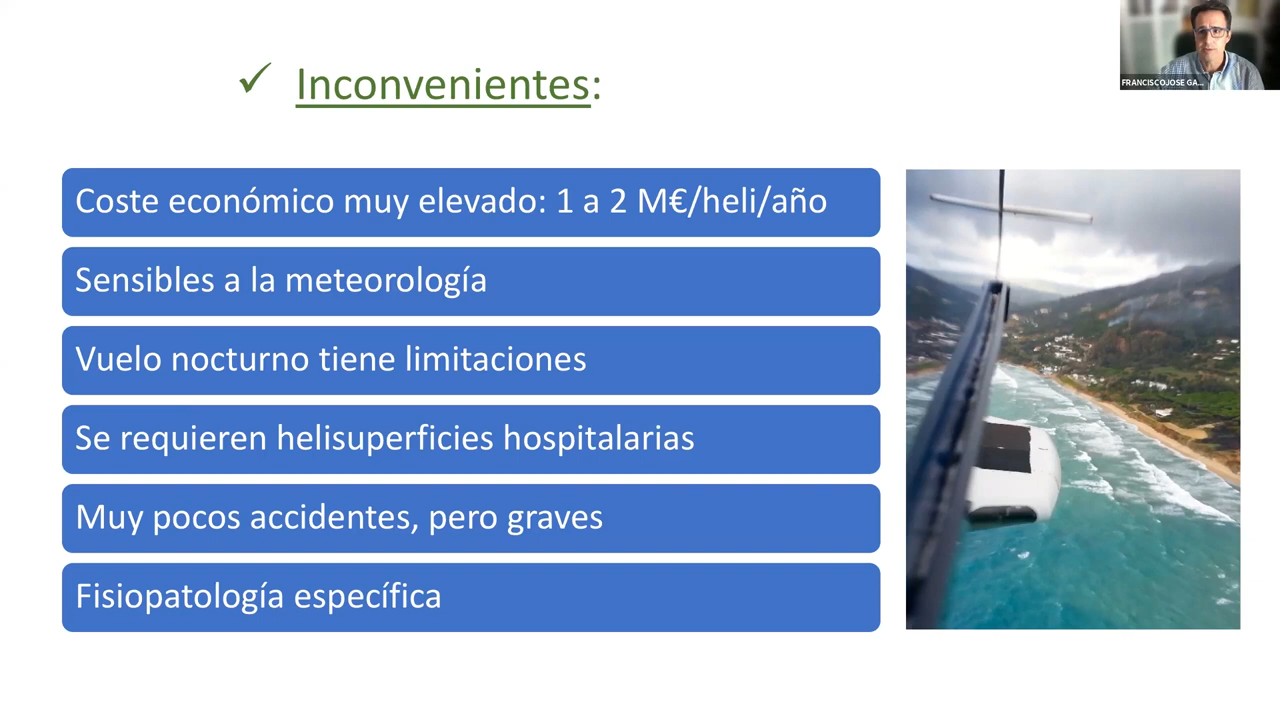 ✓ Inconvenientes:
FRANCISCOJOSE GA...
Coste económico muy elevado: 1 a 2 M€/heli/año
Sensibles a la meteorología
Vuelo nocturno tiene limitaciones
Se requieren helisuperficies hospitalarias
Muy pocos accidentes, pero graves
Fisiopatología específica